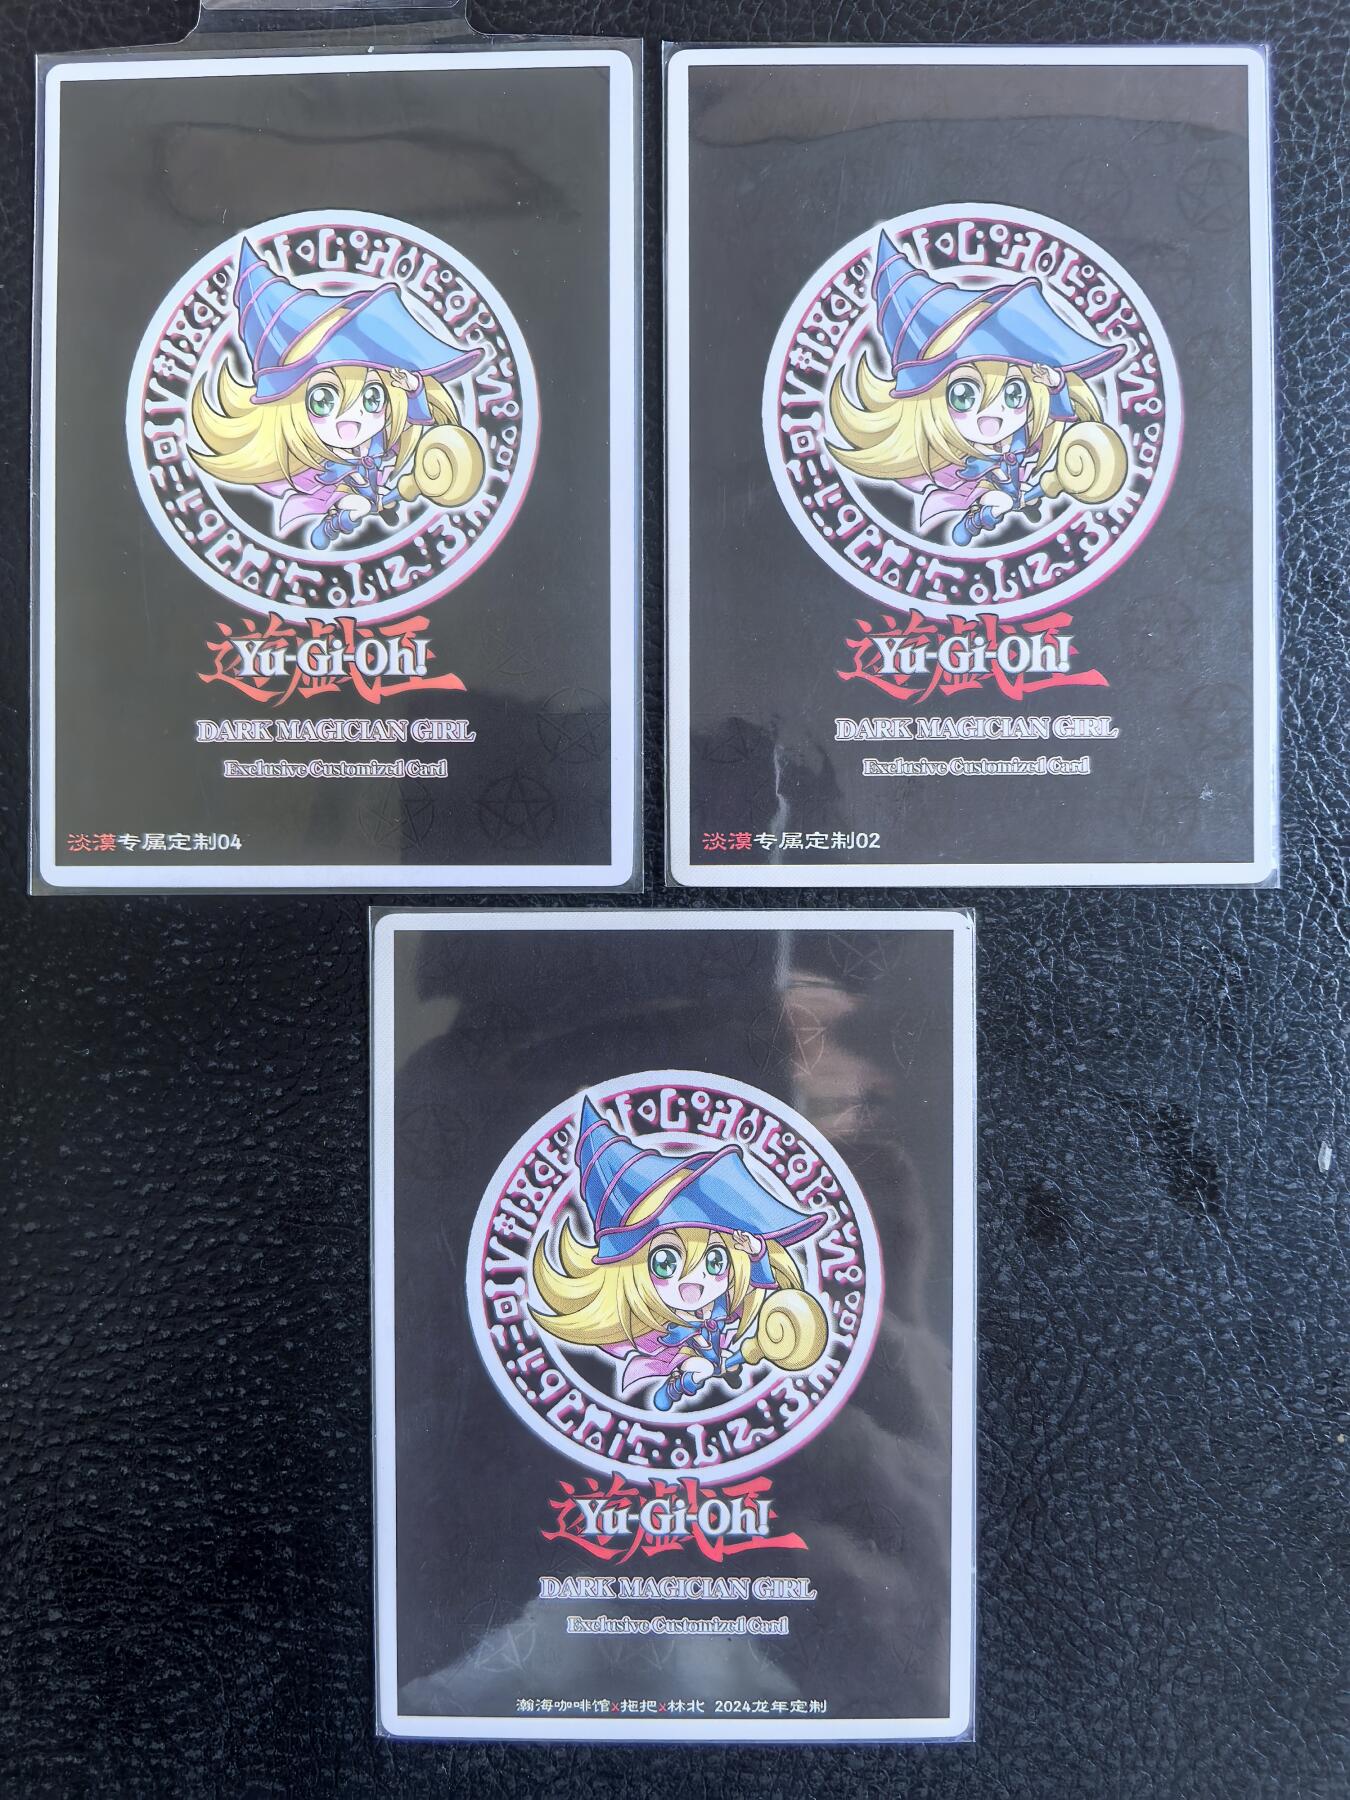 遊戯王
Yu-Gi-Oh!
DARK MAGICIAN GIRL
Exclusive Customized Card
淡漠专属定制04
遊戯王
Yu-Gi-Oh!
DARK MAGICIAN GIRL
Exclusive Customized Card
淡漠专属定制02
遊戯王
Yu-Gi-Oh!
DARK MAGICIAN GIRL
Exclusive Customized Card
瀚海咖啡馆x拖把x林北 2024龙年定制